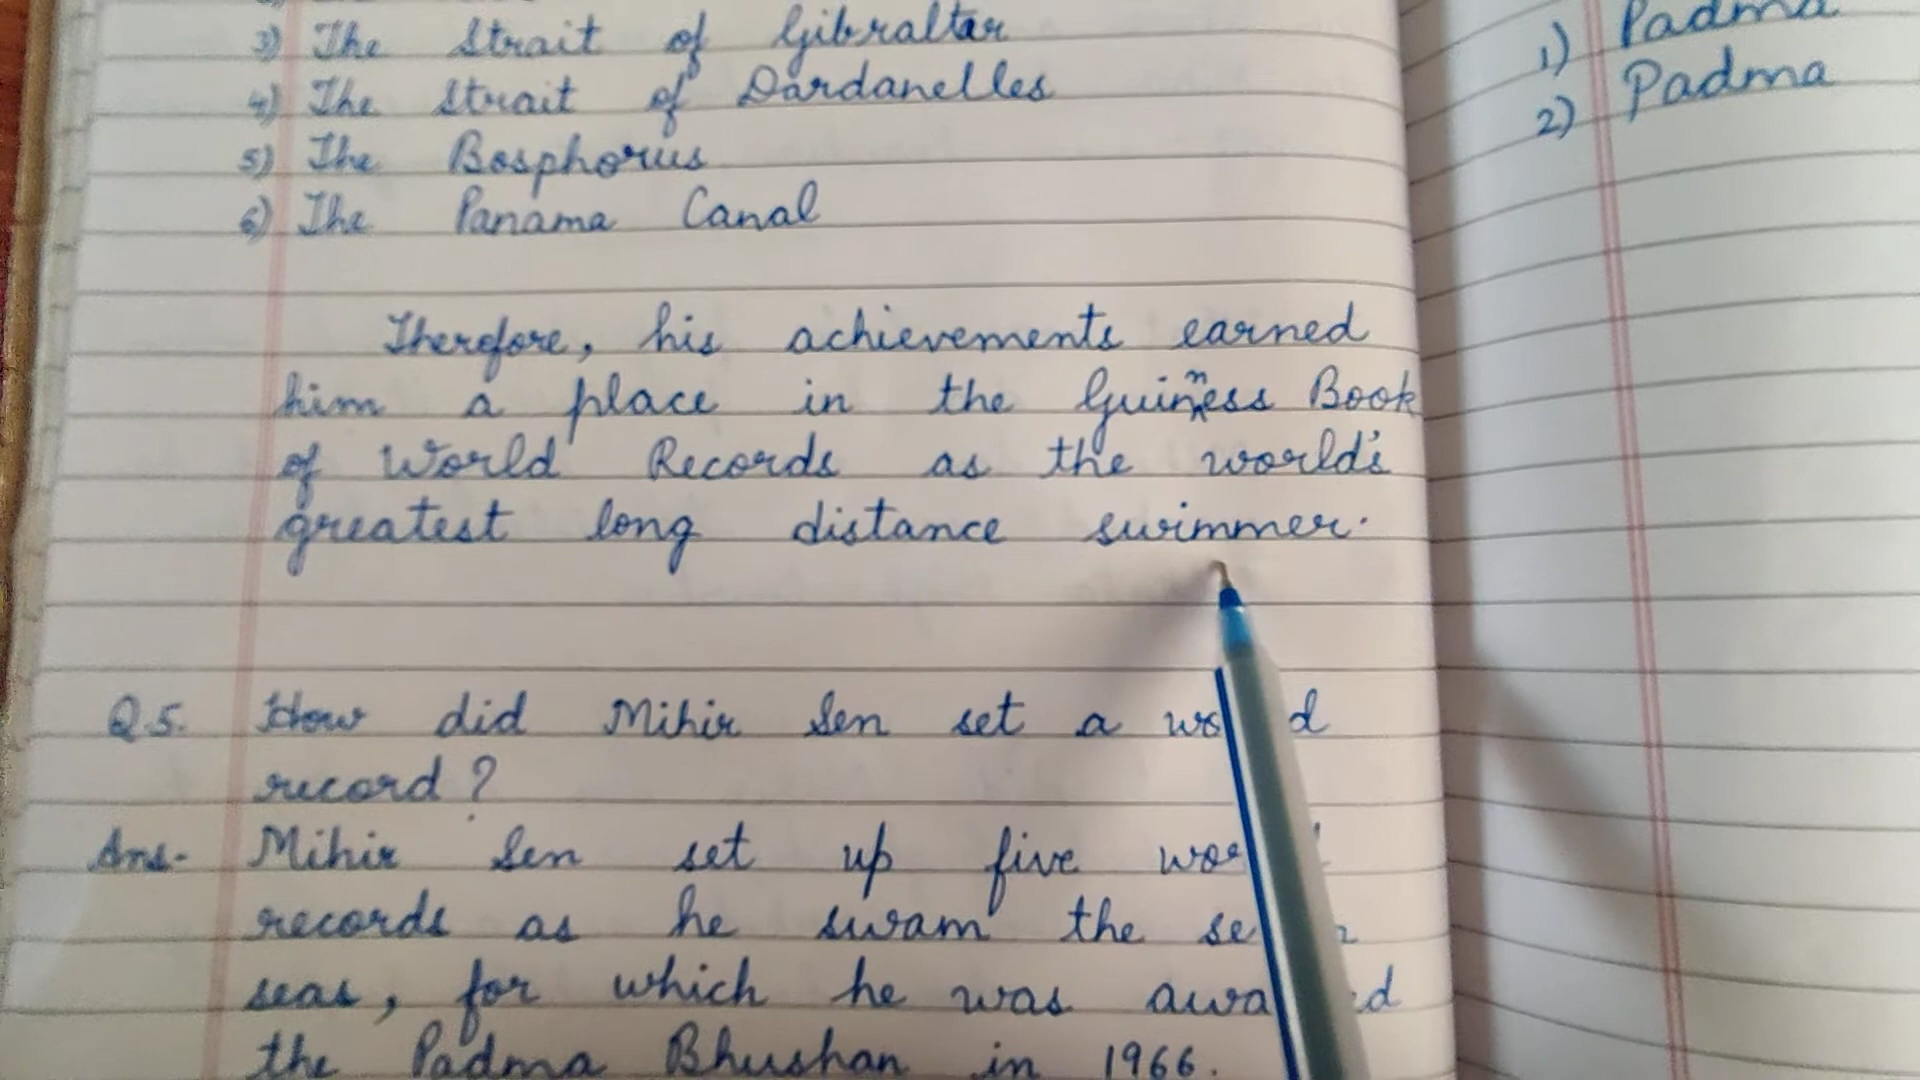 3) The Strait of Gibraltar
4) The Strait of Dardanelles
5) The Bosphorus
6) The Panama Canal
Therefore, his achievements earned
him a place in the Guinness Book
of World Records as the world's
greatest long distance swimmer.
Q5. How did Mihir Sen set a
record?
Ans- Mihir Sen set up five
records as he swam the
seas, for which he was
the Padma Bhushan in 1966.
1) Padma
2) Padma